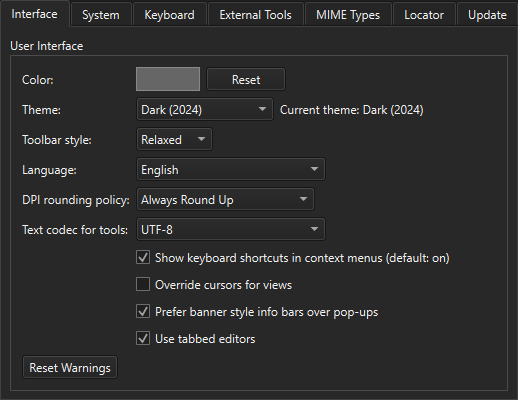 Interface System Keyboard External Tools MIME Types Locator Update
User Interface
Color: Reset
Theme: Dark (2024) Current theme: Dark (2024)
Toolbar style: Relaxed
Language: English
DPI rounding policy: Always Round Up
Text codec for tools: UTF-8
Show keyboard shortcuts in context menus (default: on)
Override cursors for views
Prefer banner style info bars over pop-ups
Use tabbed editors
Reset Warnings